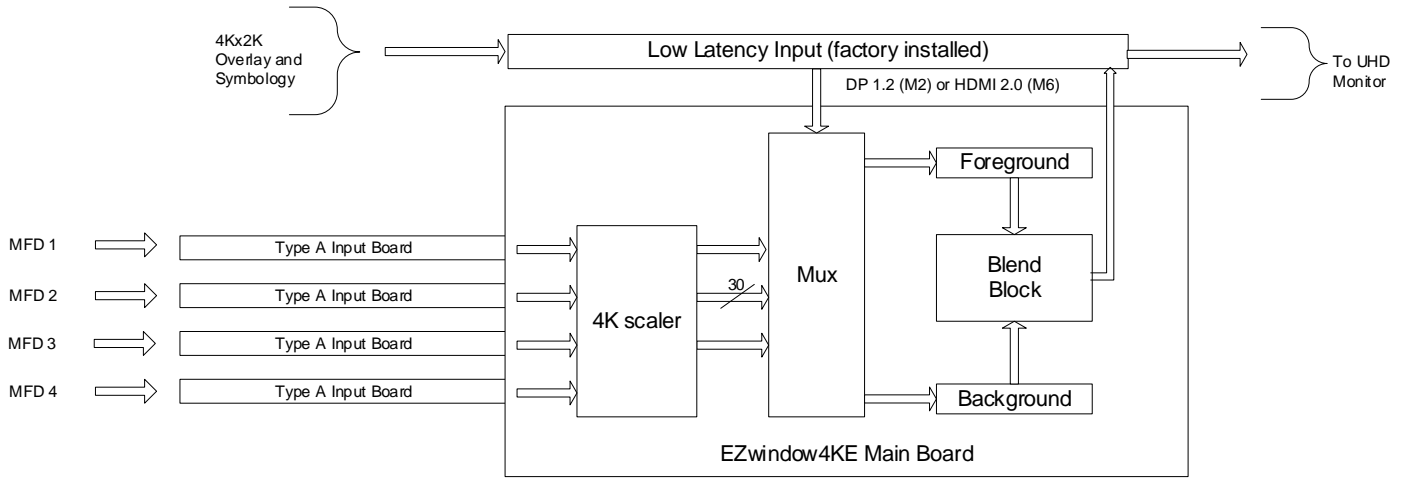 4Kx2K
Overlay and
Symbology
Low Latency Input (factory installed)
To UHD
Monitor
DP 1.2 (M2) or HDMI 2.0 (M6)
Foreground
MFD 1
Type A Input Board
MFD 2
Type A Input Board
MFD 3
Type A Input Board
MFD 4
Type A Input Board
4K scaler
30
Mux
Blend
Block
Background
EZwindow4KE Main Board